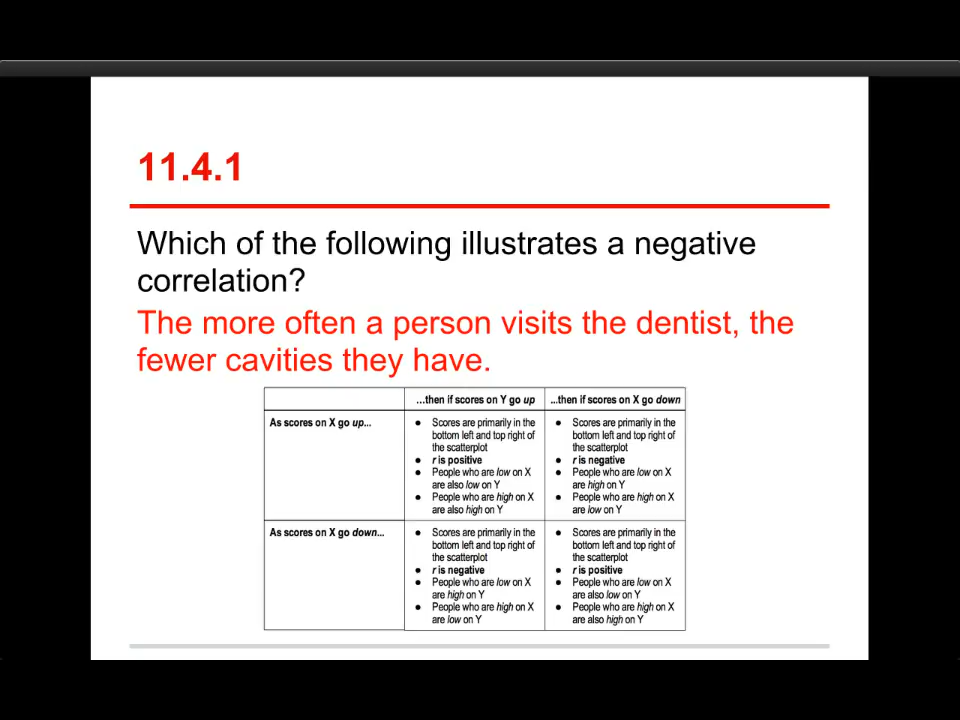 11.4.1
Which of the following illustrates a negative
correlation?
The more often a person visits the dentist, the
fewer cavities they have.
...then if scores on Y go up
...then if scores on X go down
As scores on X go up...
● Scores are primarily in the
bottom left and top right of
the scatterplot
● r is positive
● People who are low on X
are also low on Y
● People who are high on X
are also high on Y
● Scores are primarily in the
bottom left and top right of
the scatterplot
● r is negative
● People who are low on X
are high on Y
● People who are high on X
are low on Y
As scores on X go down...
● Scores are primarily in the
bottom left and top right of
the scatterplot
● r is negative
● People who are low on X
are high on Y
● People who are high on X
are low on Y
● Scores are primarily in the
bottom left and top right of
the scatterplot
● r is positive
● People who are low on X
are also low on Y
● People who are high on X
are also high on Y